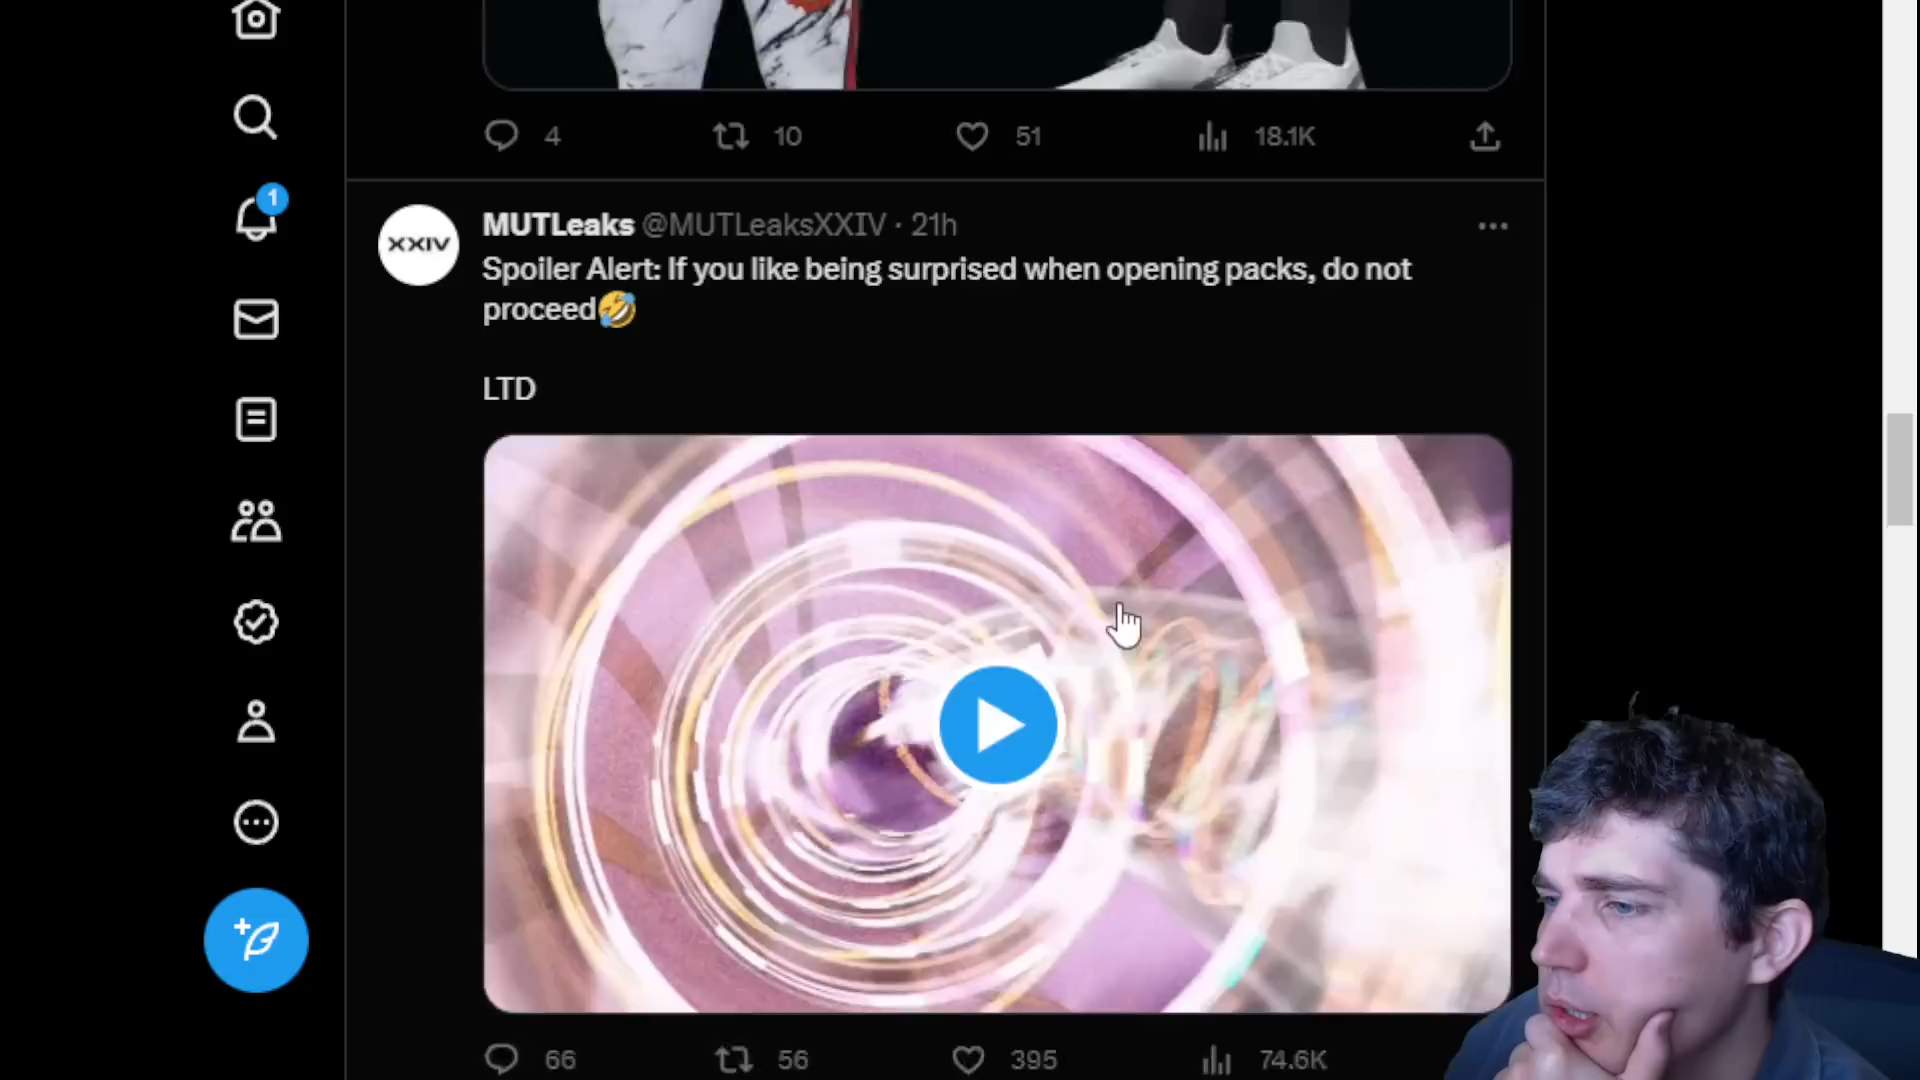 4 10 51 18.1K
1
XXIV
MUTLeaks @MUTLeaksXXIV · 21h
Spoiler Alert: If you like being surprised when opening packs, do not
proceed🤣
LTD
66 56 395 74.6K